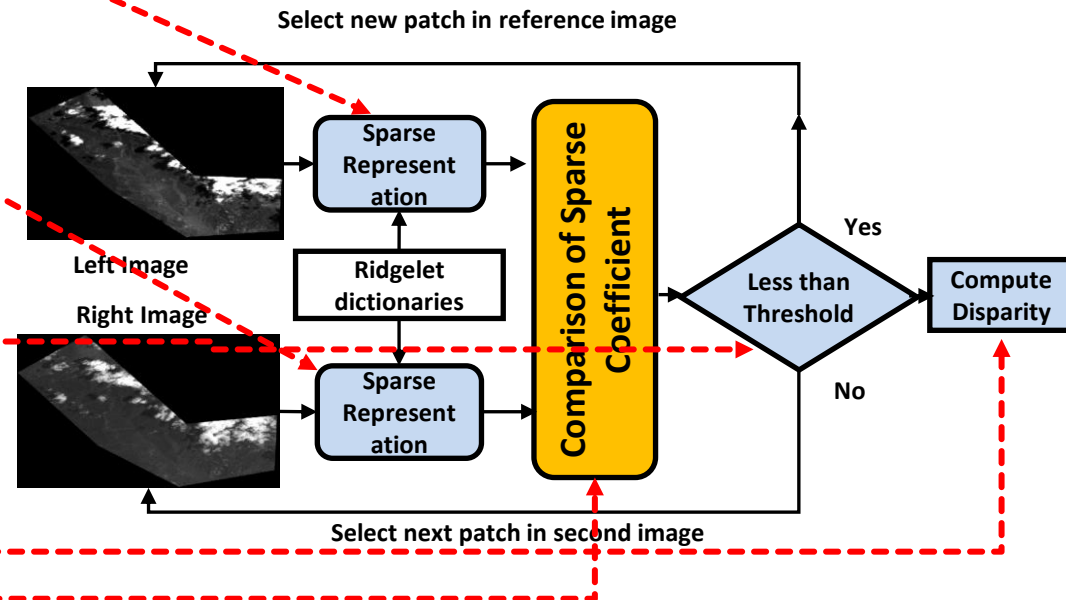 Select new patch in reference image
Sparse
Represent
ation
Left Image
Ridgelet
dictionaries
Right Image
Sparse
Represent
ation
Comparison of Sparse
Coefficient
Yes
Less than
Threshold
No
Compute
Disparity
Select next patch in second image